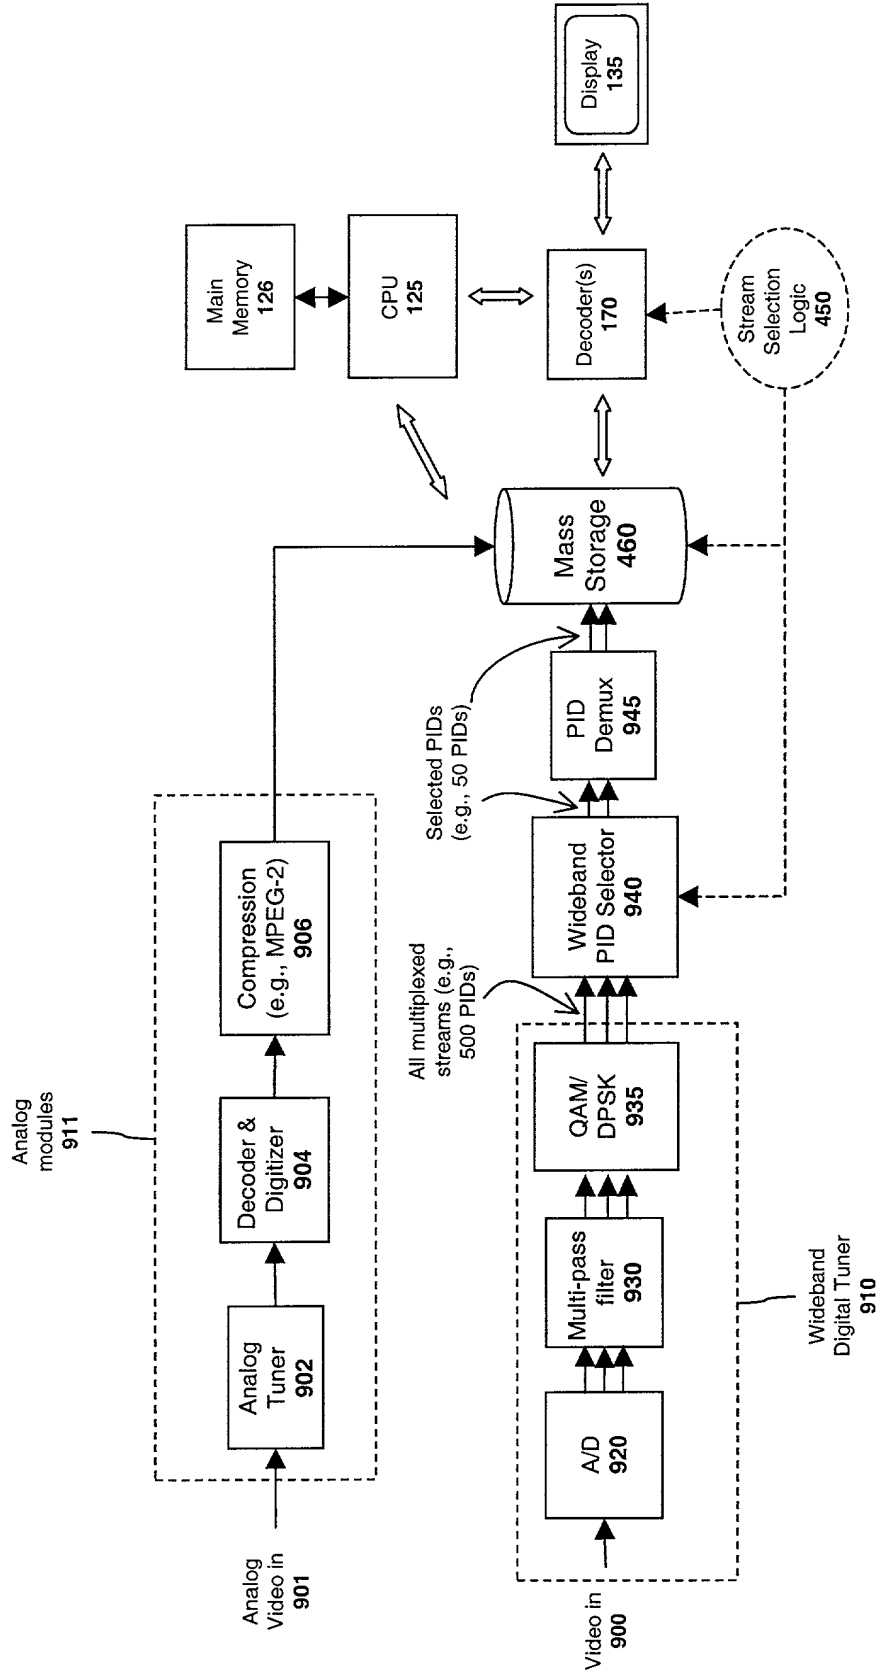 Analog
modules
911
Analog
Video in
901
Analog
Tuner
902
Decoder &
Digitizer
904
Compression
(e.g., MPEG-2)
906
Main
Memory
126
CPU
125
Video in
900
A/D
920
Multi-pass
filter
930
QAM/
DPSK
935
All multiplexed
streams (e.g.,
500 PIDs)
Wideband
PID Selector
940
Selected PIDs
(e.g., 50 PIDs)
PID
Demux
945
Mass
Storage
460
Decoder(s)
170
Display
135
Stream
Selection
Logic
450
Wideband
Digital Tuner
910